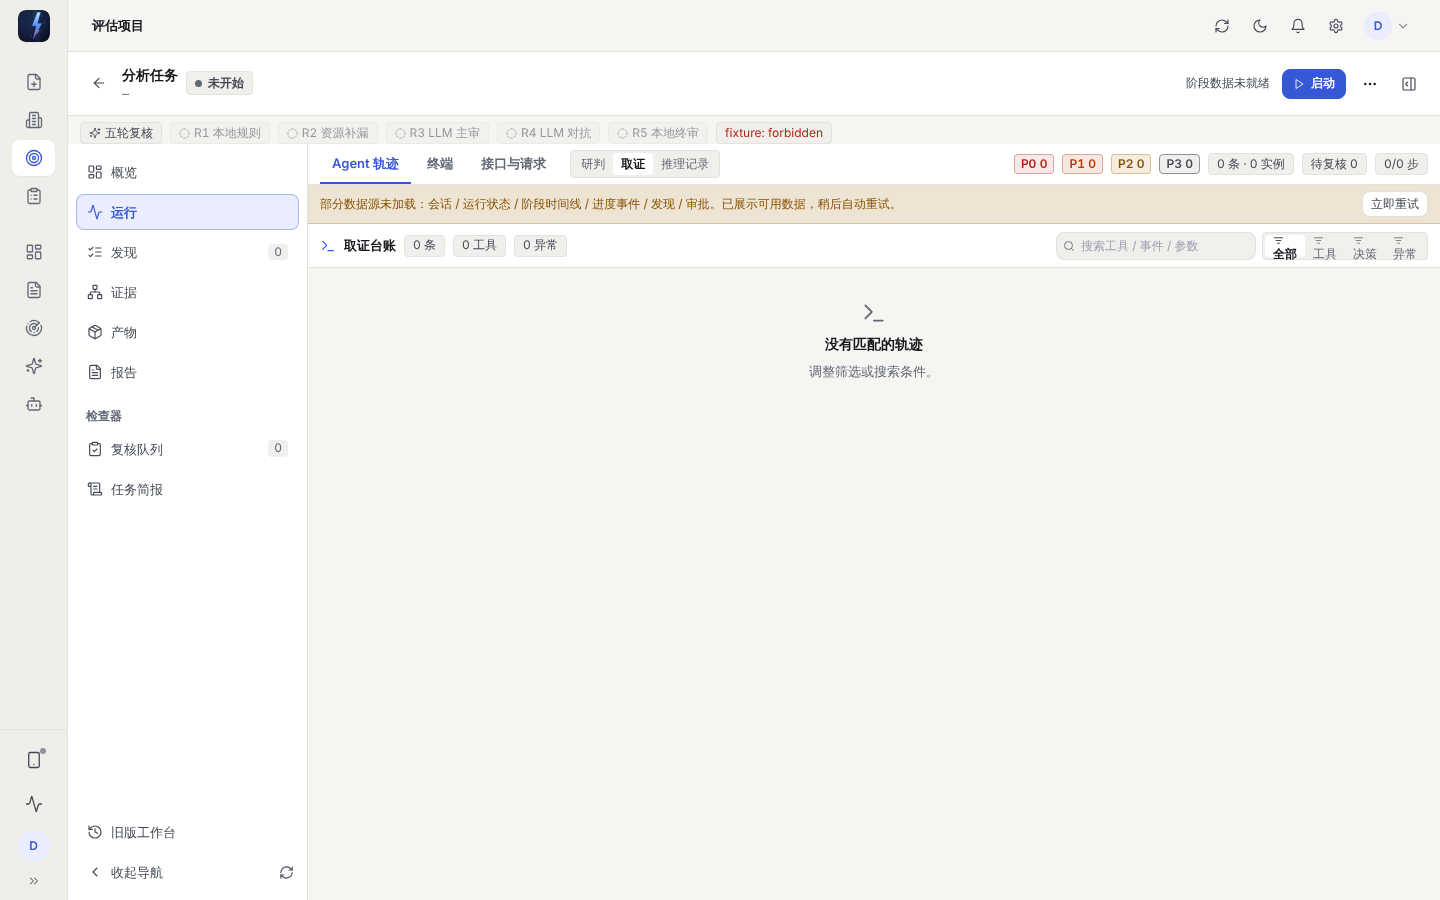 评估项目
D
分析任务
—
未开始
阶段数据未就绪
启动
五轮复核
R1 本地规则
R2 资源补漏
R3 LLM 主审
R4 LLM 对抗
R5 本地终审
fixture: forbidden
概览
运行
发现 0
证据
产物
报告
检查器
复核队列 0
任务简报
旧版工作台
收起导航
D
Agent 轨迹
终端
接口与请求
研判
取证
推理记录
P0 0
P1 0
P2 0
P3 0
0 条 · 0 实例
待复核 0
0/0 步
部分数据源未加载：会话 / 运行状态 / 阶段时间线 / 进度事件 / 发现 / 审批。已展示可用数据，稍后自动重试。
立即重试
取证台账
0 条
0 工具
0 异常
搜索工具 / 事件 / 参数
全部
工具
决策
异常
没有匹配的轨迹
调整筛选或搜索条件。